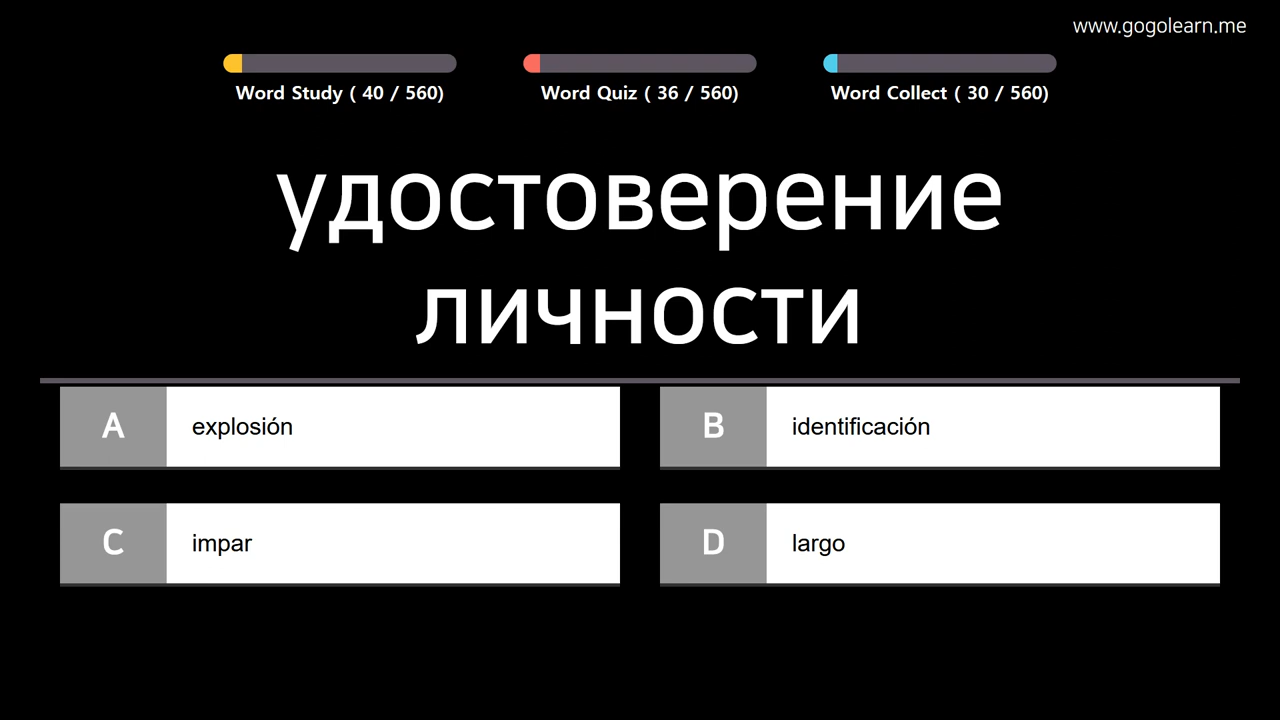 www.gogolearn.me
Word Study ( 40 / 560)
Word Quiz ( 36 / 560)
Word Collect ( 30 / 560)
удостоверение
личности
A explosión
B identificación
C impar
D largo